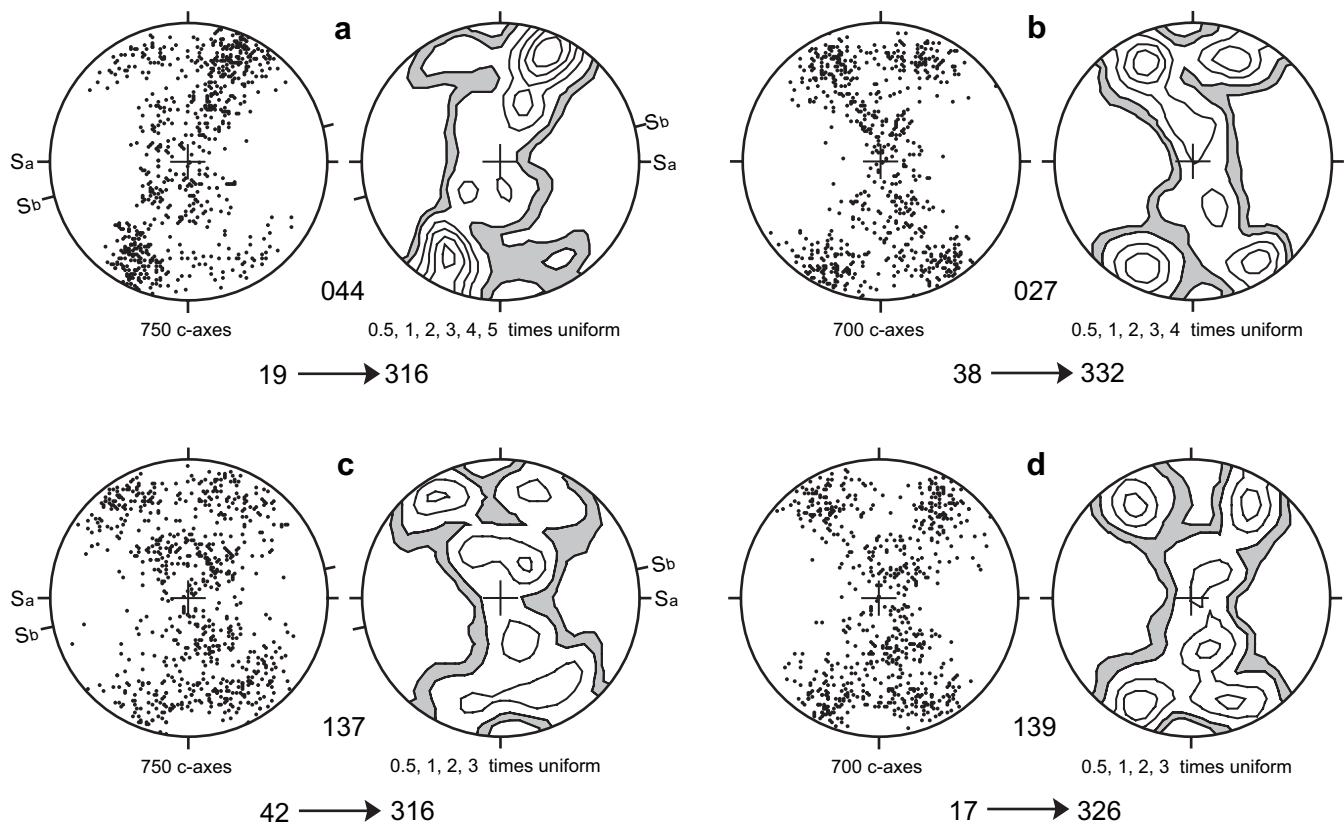 a
Sa
Sb
Sb
Sa
044
750 c-axes
0.5, 1, 2, 3, 4, 5 times uniform
19 316
b
027
700 c-axes
0.5, 1, 2, 3, 4 times uniform
38 332
c
Sa
Sb
Sb
Sa
137
750 c-axes
0.5, 1, 2, 3 times uniform
42 316
d
139
700 c-axes
0.5, 1, 2, 3 times uniform
17 326